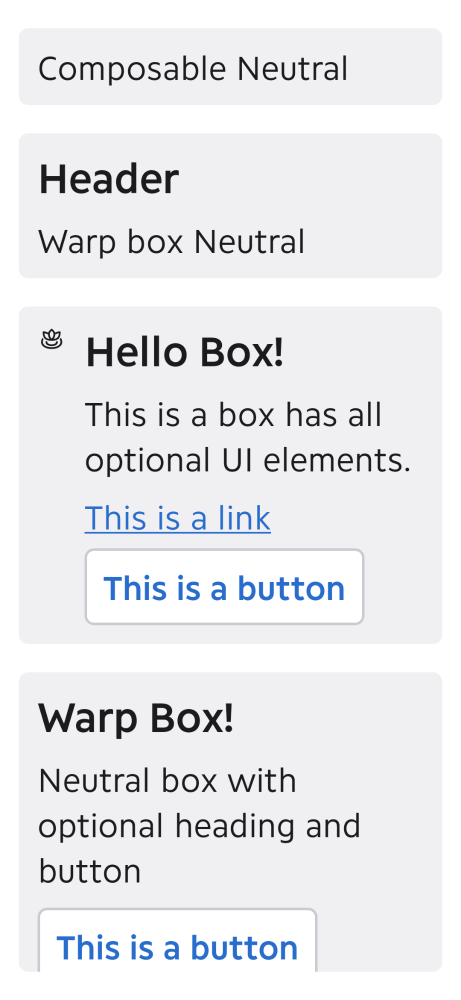 Composable Neutral
Header
Warp box Neutral
Hello Box!
This is a box has all
optional UI elements.
This is a link
This is a button
Warp Box!
Neutral box with
optional heading and
button
This is a button